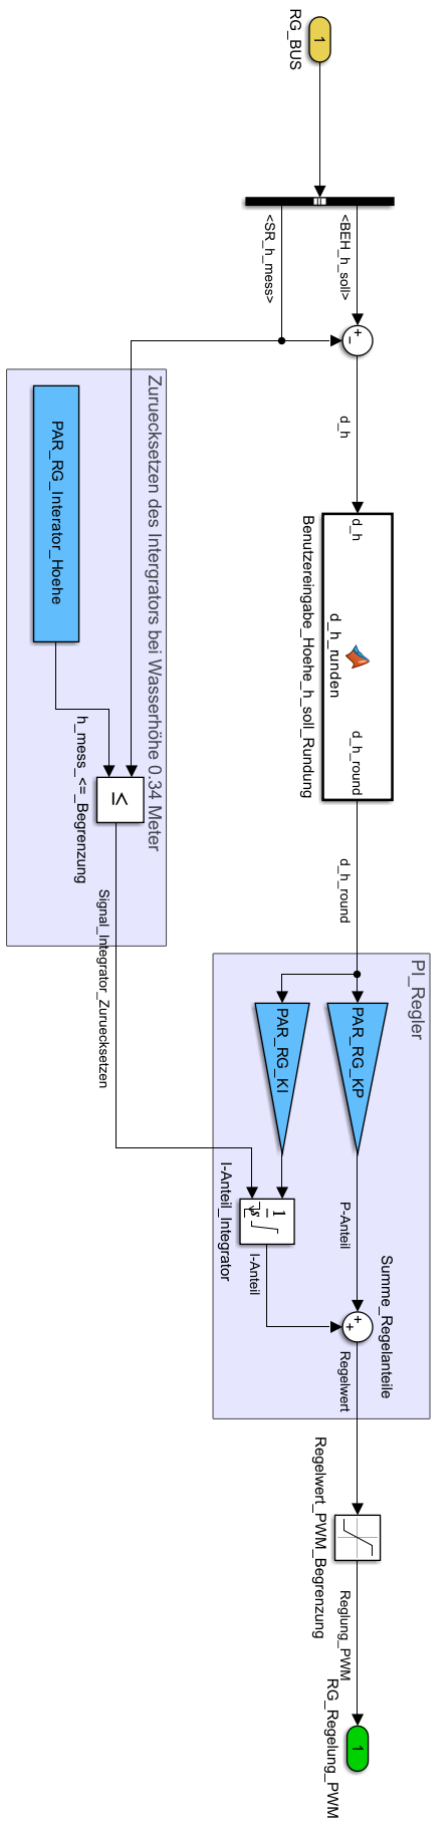 RG_BUS
1
<BEH_h_soll>
<SR_h_mess>
+
−
d_h
d_h
d_h_runden
d_h_round
Benutzereingabe_Hoehe_h_soll_Rundung
d_h_round
Zuruecksetzen des Intergrators bei Wasserhöhe 0.34 Meter
PAR_RG_Interator_Hoehe
≤
h_mess_<=_Begrenzung
Signal_Integrator_Zuruecksetzen
PI_Regler
PAR_RG_KP
PAR_RG_KI
P-Anteil
1
s
I-Anteil_Integrator
I-Anteil
Summe_Regelanteile
+
+
Regelwert
Regelwert_PWM_Begrenzung
Reglung_PWM
1
RG_Regelung_PWM